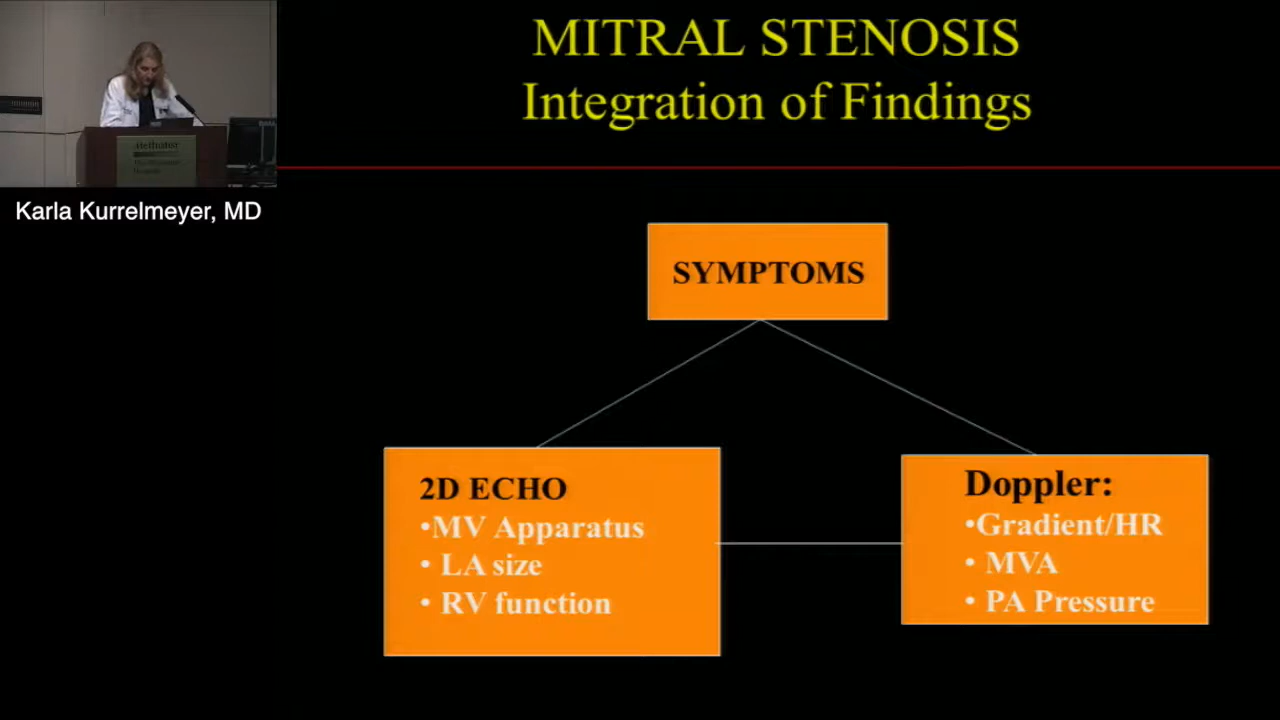 MITRAL STENOSIS
Integration of Findings
Karla Kurrelmeyer, MD
SYMPTOMS
2D ECHO
•MV Apparatus
• LA size
• RV function
Doppler:
•Gradient/HR
• MVA
• PA Pressure